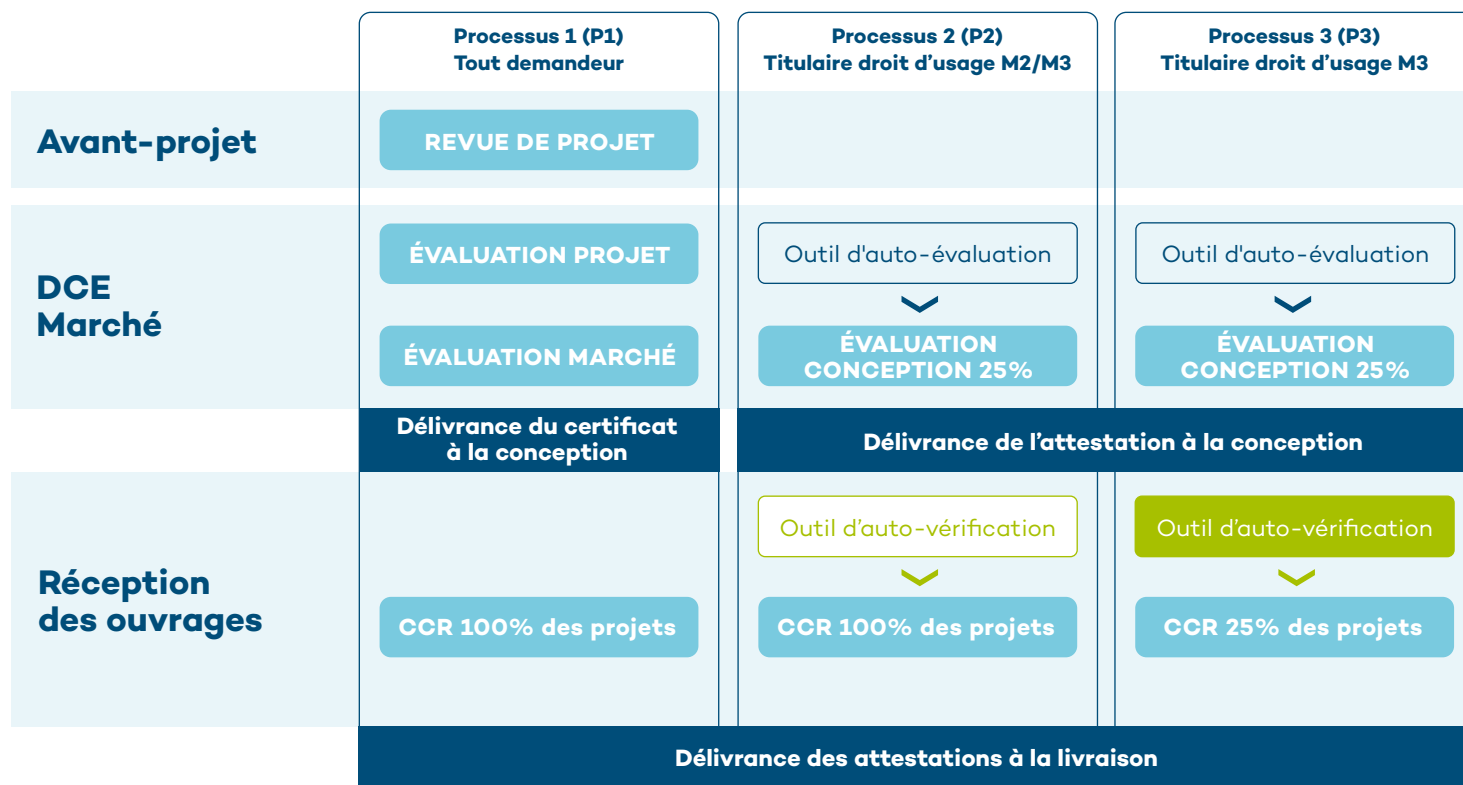 Processus 1 (P1)
Tout demandeur
Processus 2 (P2)
Titulaire droit d'usage M2/M3
Processus 3 (P3)
Titulaire droit d'usage M3
Avant-projet
REVUE DE PROJET
DCE
Marché
ÉVALUATION PROJET
Outil d'auto-évaluation
Outil d'auto-évaluation
ÉVALUATION MARCHÉ
ÉVALUATION
CONCEPTION 25%
ÉVALUATION
CONCEPTION 25%
Délivrance du certificat
à la conception
Délivrance de l'attestation à la conception
Réception
des ouvrages
Outil d'auto-vérification
Outil d'auto-vérification
CCR 100% des projets
CCR 100% des projets
CCR 25% des projets
Délivrance des attestations à la livraison